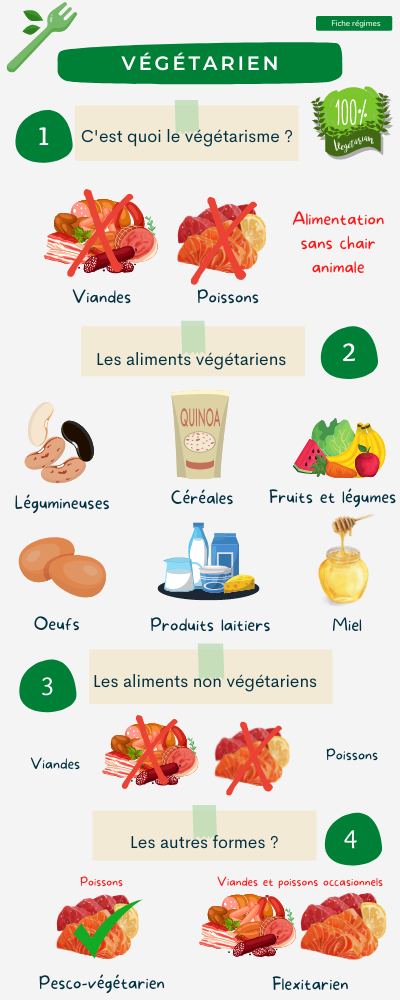 Fiche régimes
VÉGÉTARIEN
100%
Vegetarian
1
C'est quoi le végétarisme ?
Alimentation
sans chair
animale
Viandes
Poissons
Les aliments végétariens
2
QUINOA
Légumineuses
Céréales
Fruits et légumes
Oeufs
Produits laitiers
Miel
3
Les aliments non végétariens
Viandes
Poissons
Les autres formes ?
4
Poissons
Viandes et poissons occasionnels
Pesco-végétarien
Flexitarien